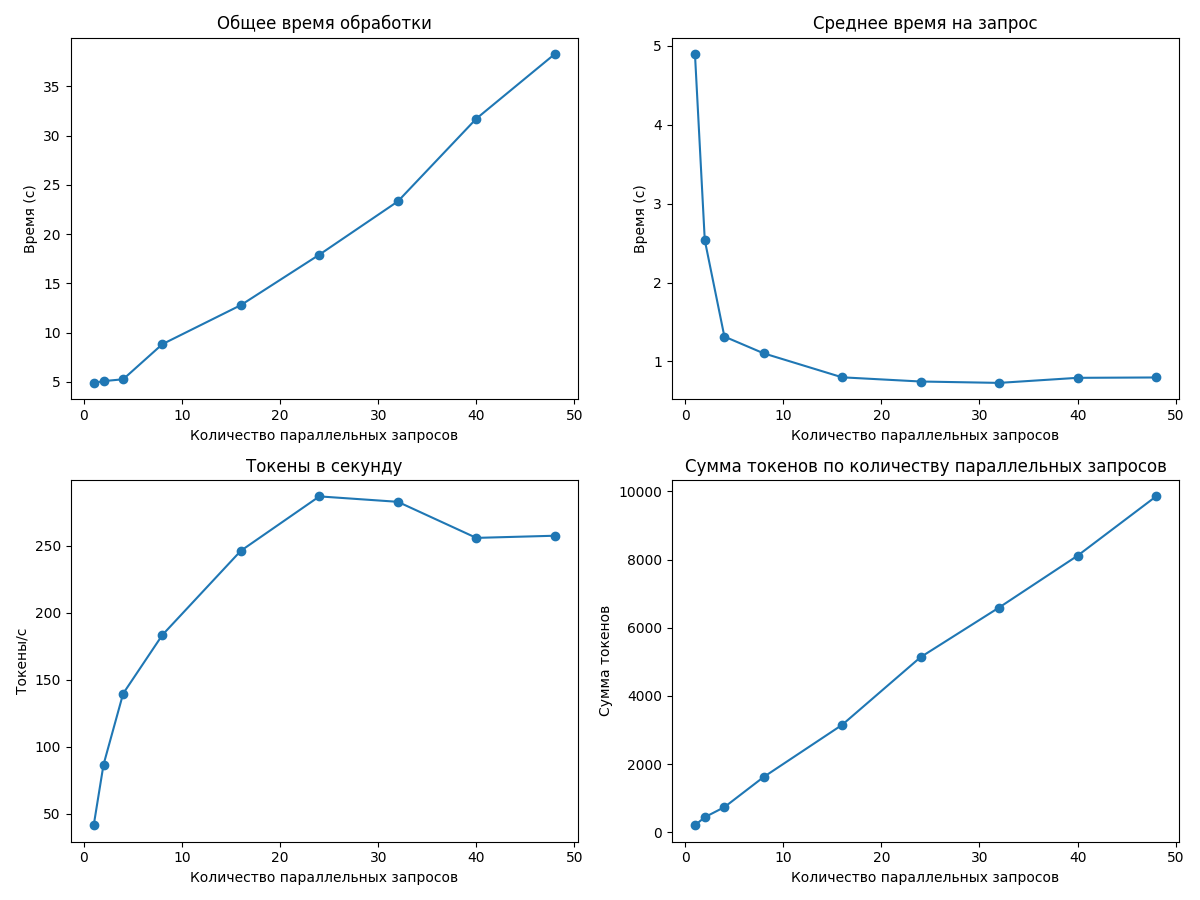 Общее время обработки
Время (с)
35
30
25
20
15
10
5
0 10 20 30 40 50
Количество параллельных запросов
Среднее время на запрос
Время (с)
5
4
3
2
1
0 10 20 30 40 50
Количество параллельных запросов
Токены в секунду
Токены/с
250
200
150
100
50
0 10 20 30 40 50
Количество параллельных запросов
Сумма токенов по количеству параллельных запросов
Сумма токенов
10000
8000
6000
4000
2000
0
0 10 20 30 40 50
Количество параллельных запросов